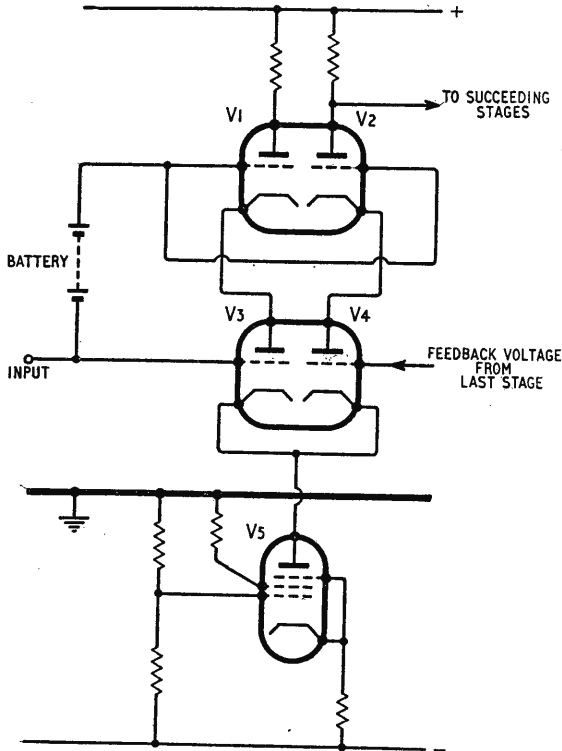 +
TO SUCCEEDING
STAGES
V1
V2
BATTERY
V3
V4
INPUT
FEEDBACK VOLTAGE
FROM
LAST STAGE
V5
−